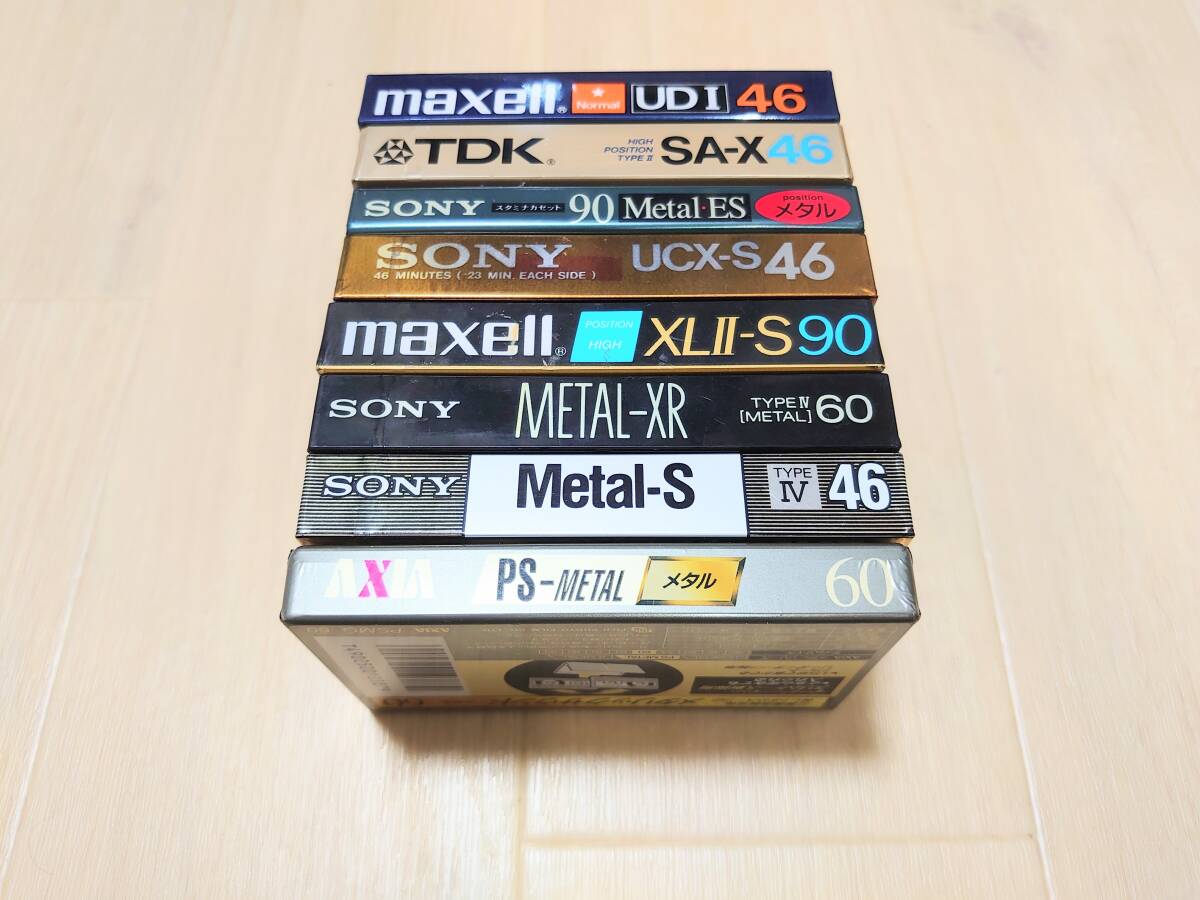 maxell® ★ Normal UD I 46
TDK® HIGH POSITION TYPE II SA-X 46
SONY スタミナカセット 90 Metal·ES position メタル
SONY UCX-S 46
46 MINUTES ( 23 MIN. EACH SIDE )
maxell® POSITION HIGH XLII-S 90
SONY METAL-XR TYPE IV [METAL] 60
SONY Metal-S TYPE IV 46
AXIA PS-METAL メタル 60